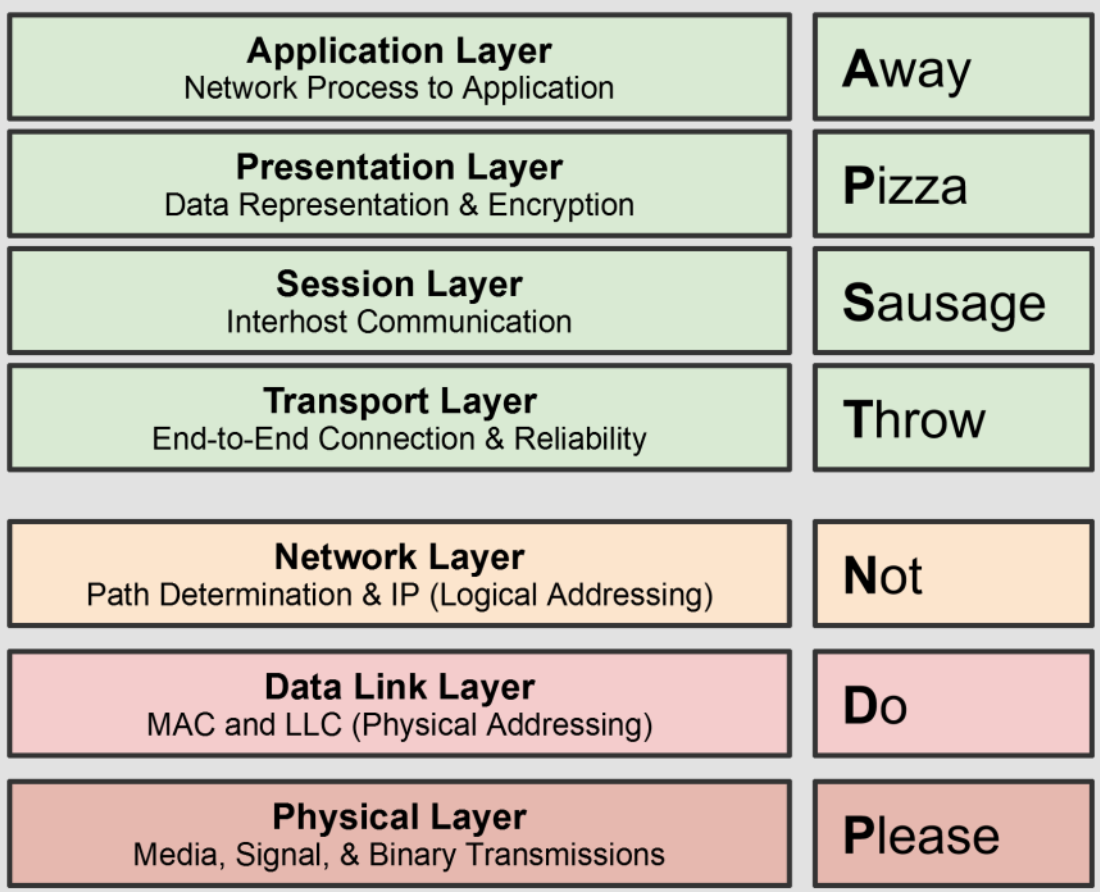 Application Layer
Network Process to Application
Away
Presentation Layer
Data Representation & Encryption
Pizza
Session Layer
Interhost Communication
Sausage
Transport Layer
End-to-End Connection & Reliability
Throw
Network Layer
Path Determination & IP (Logical Addressing)
Not
Data Link Layer
MAC and LLC (Physical Addressing)
Do
Physical Layer
Media, Signal, & Binary Transmissions
Please